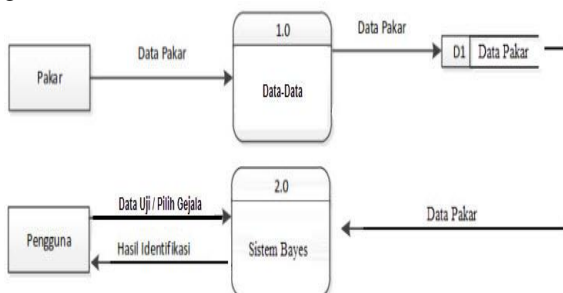 1.0
Data Pakar
Data Pakar
Pakar
Data-Data
D1 Data Pakar
2.0
Data Uji / Pilih Gejala
Data Pakar
Pengguna
Hasil Identifikasi
Sistem Bayes